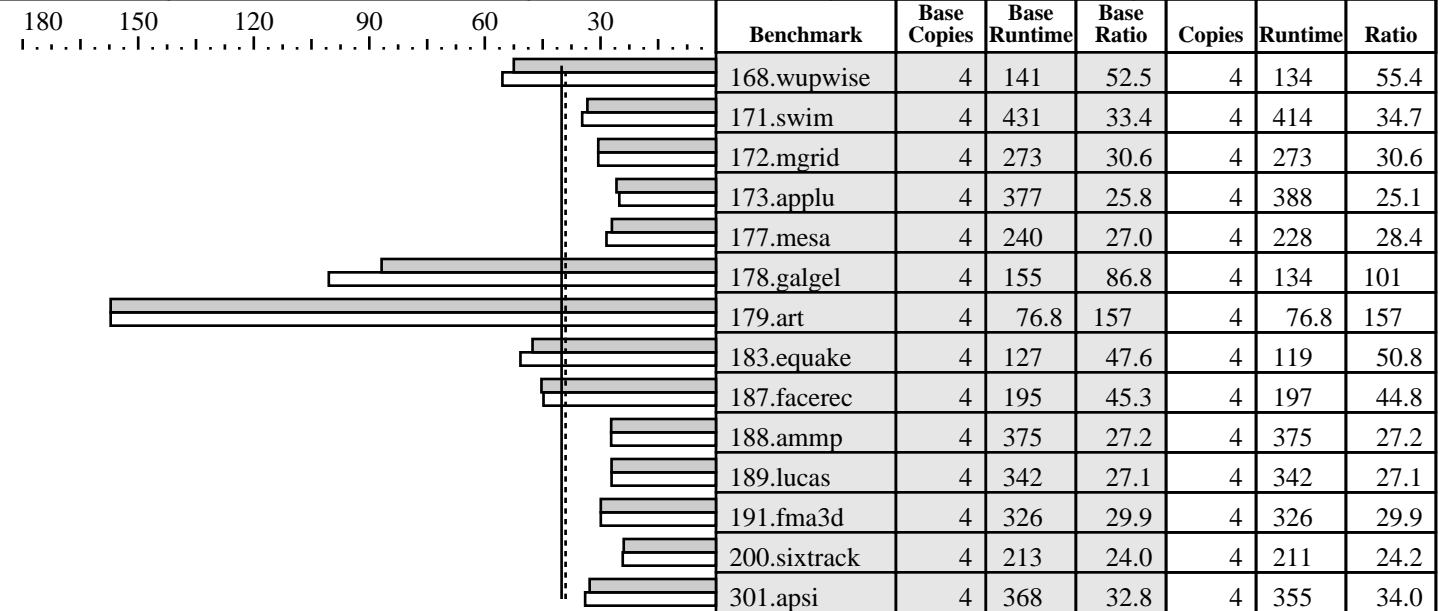 180 150 120 90 60 30
Benchmark Base Copies Base Runtime Base Ratio Copies Runtime Ratio
168.wupwise 4 141 52.5 4 134 55.4
171.swim 4 431 33.4 4 414 34.7
172.mgrid 4 273 30.6 4 273 30.6
173.applu 4 377 25.8 4 388 25.1
177.mesa 4 240 27.0 4 228 28.4
178.galgel 4 155 86.8 4 134 101
179.art 4 76.8 157 4 76.8 157
183.equake 4 127 47.6 4 119 50.8
187.facerec 4 195 45.3 4 197 44.8
188.ammp 4 375 27.2 4 375 27.2
189.lucas 4 342 27.1 4 342 27.1
191.fma3d 4 326 29.9 4 326 29.9
200.sixtrack 4 213 24.0 4 211 24.2
301.apsi 4 368 32.8 4 355 34.0